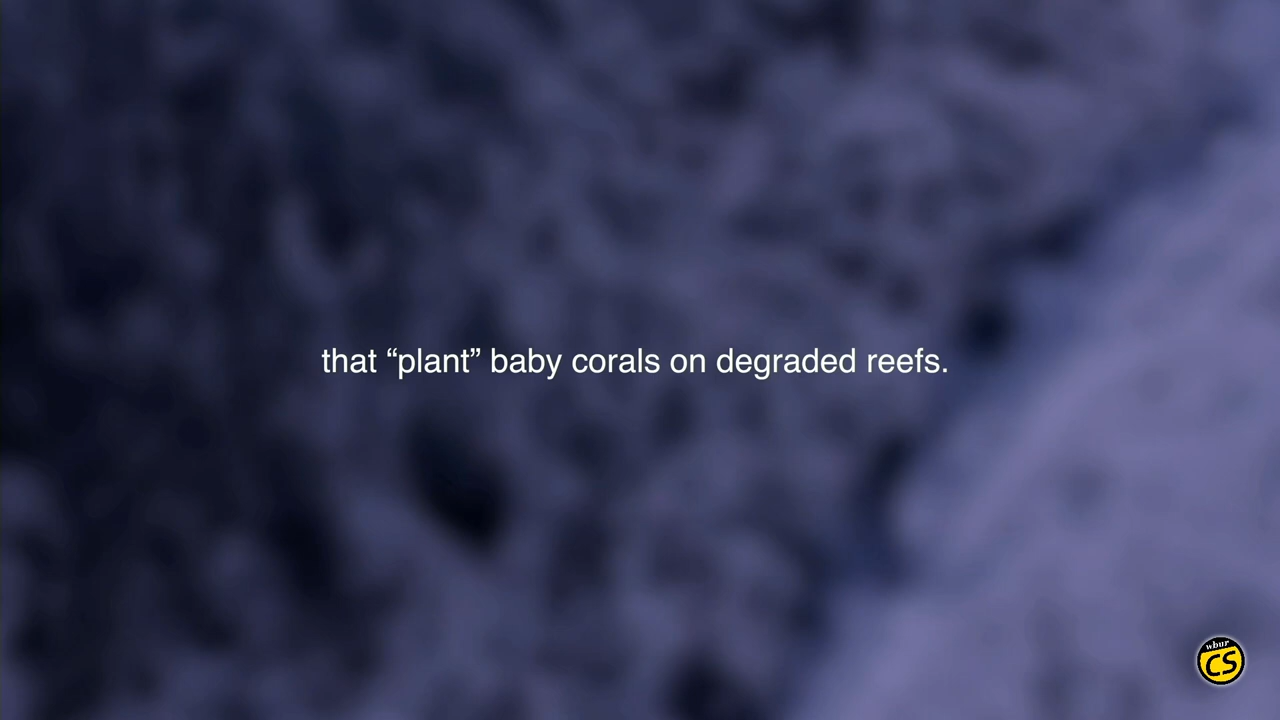 that “plant” baby corals on degraded reefs.
wbur
CS